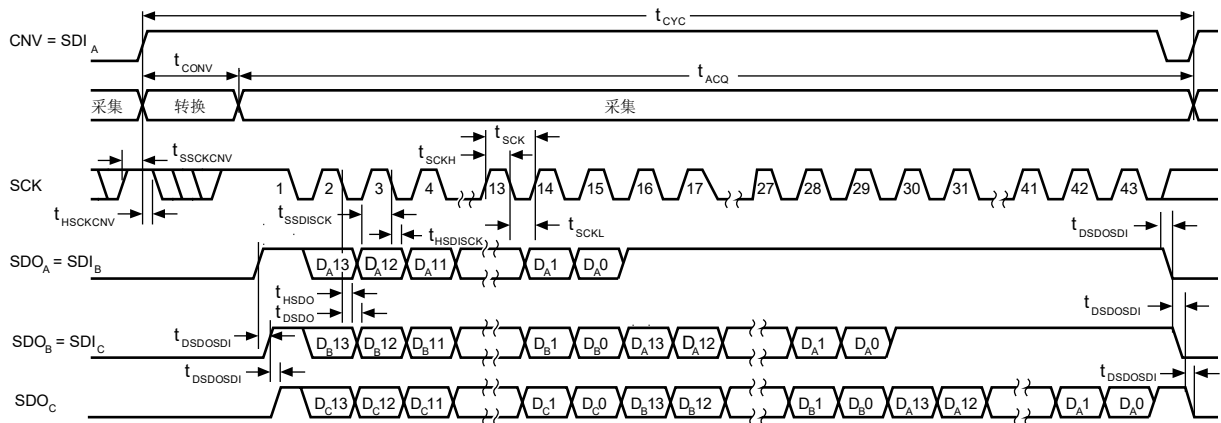 tCYC
CNV = SDIA
tCONV
tACQ
采集 转换 采集
tSCK
tSCKH
tSSCKCNV
SCK 1 2 3 4 13 14 15 16 17 27 28 29 30 31 41 42 43
tHSCKCNV
tSSDISCK
tHSDISCK
tSCKL
tDSDOSDI
SDOA = SDIB DA13 DA12 DA11 DA1 DA0
tHSDO
tDSDO
tDSDOSDI
tDSDOSDI
SDOB = SDIC DB13 DB12 DB11 DB1 DB0 DA13 DA12 DA1 DA0
tDSDOSDI
tDSDOSDI
SDOC DC13 DC12 DC11 DC1 DC0 DB13 DB12 DB1 DB0 DA13 DA12 DA1 DA0